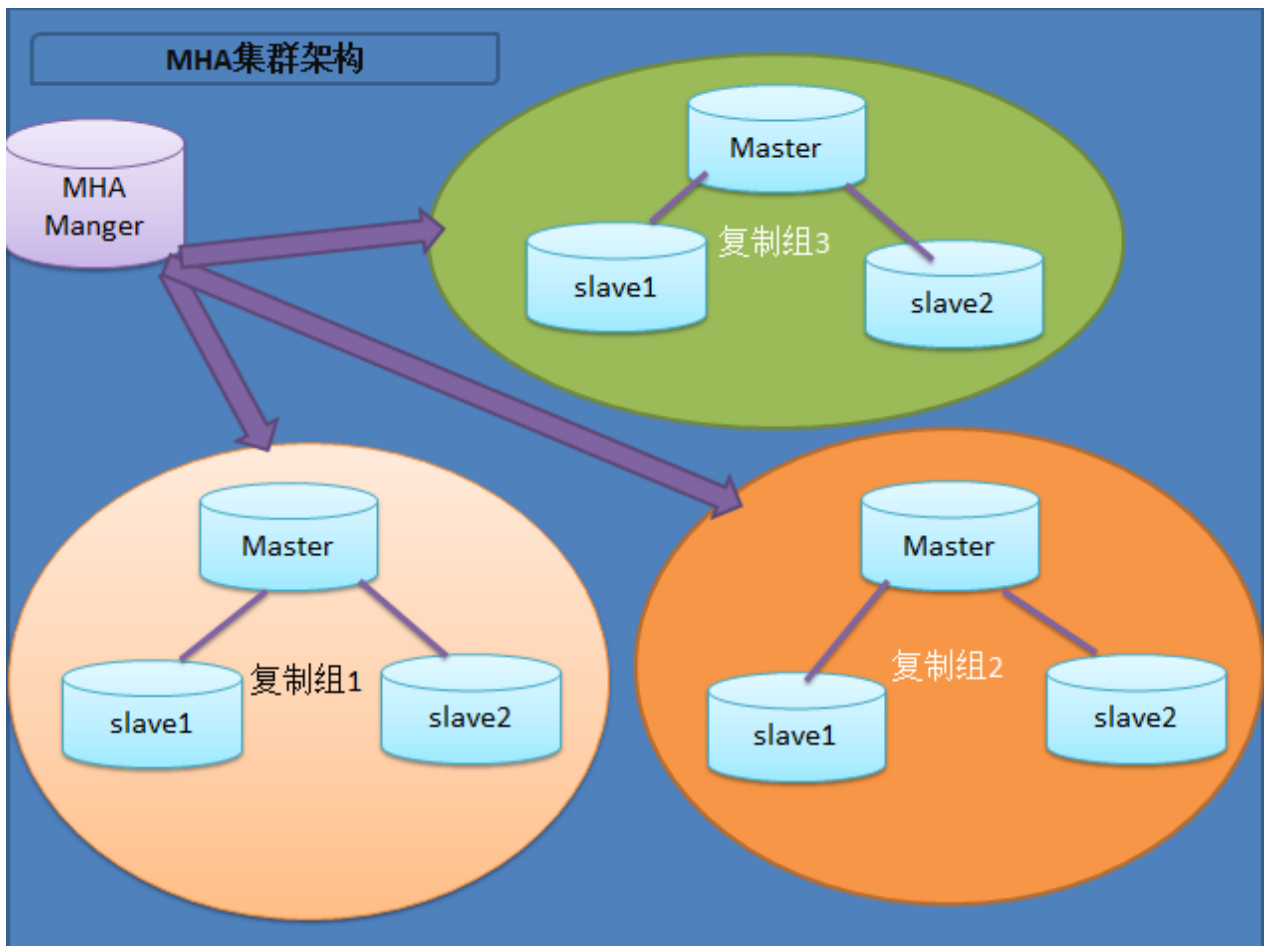 MHA集群架构
MHA
Manger
Master
复制组3
slave1
slave2
Master
复制组1
slave1
slave2
Master
复制组2
slave1
slave2